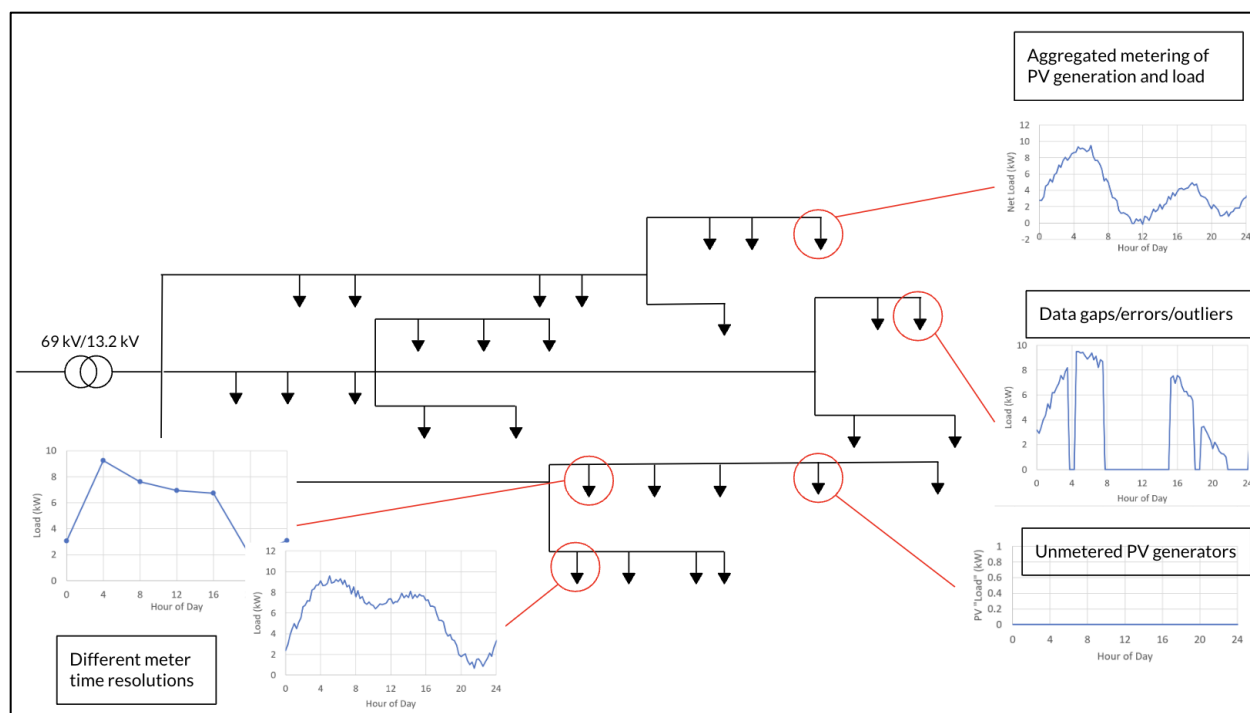 Aggregated metering of
PV generation and load
12
10
8
6
4
2
0
-2
Net Load (kW)
0 4 8 12 16 20 24
Hour of Day
69 kV/13.2 kV
Data gaps/errors/outliers
10
8
6
4
2
0
Load (kW)
0 4 8 12 16 20 24
Hour of Day
10
8
6
4
2
0
Load (kW)
0 4 8 12 16
Hour of Day
Unmetered PV generators
1
0.8
0.6
0.4
0.2
0
PV "Load" (kW)
0 4 8 12 16 20 24
Hour of Day
12
10
8
6
4
2
0
Load (kW)
0 4 8 12 16 20 24
Hour of Day
Different meter
time resolutions